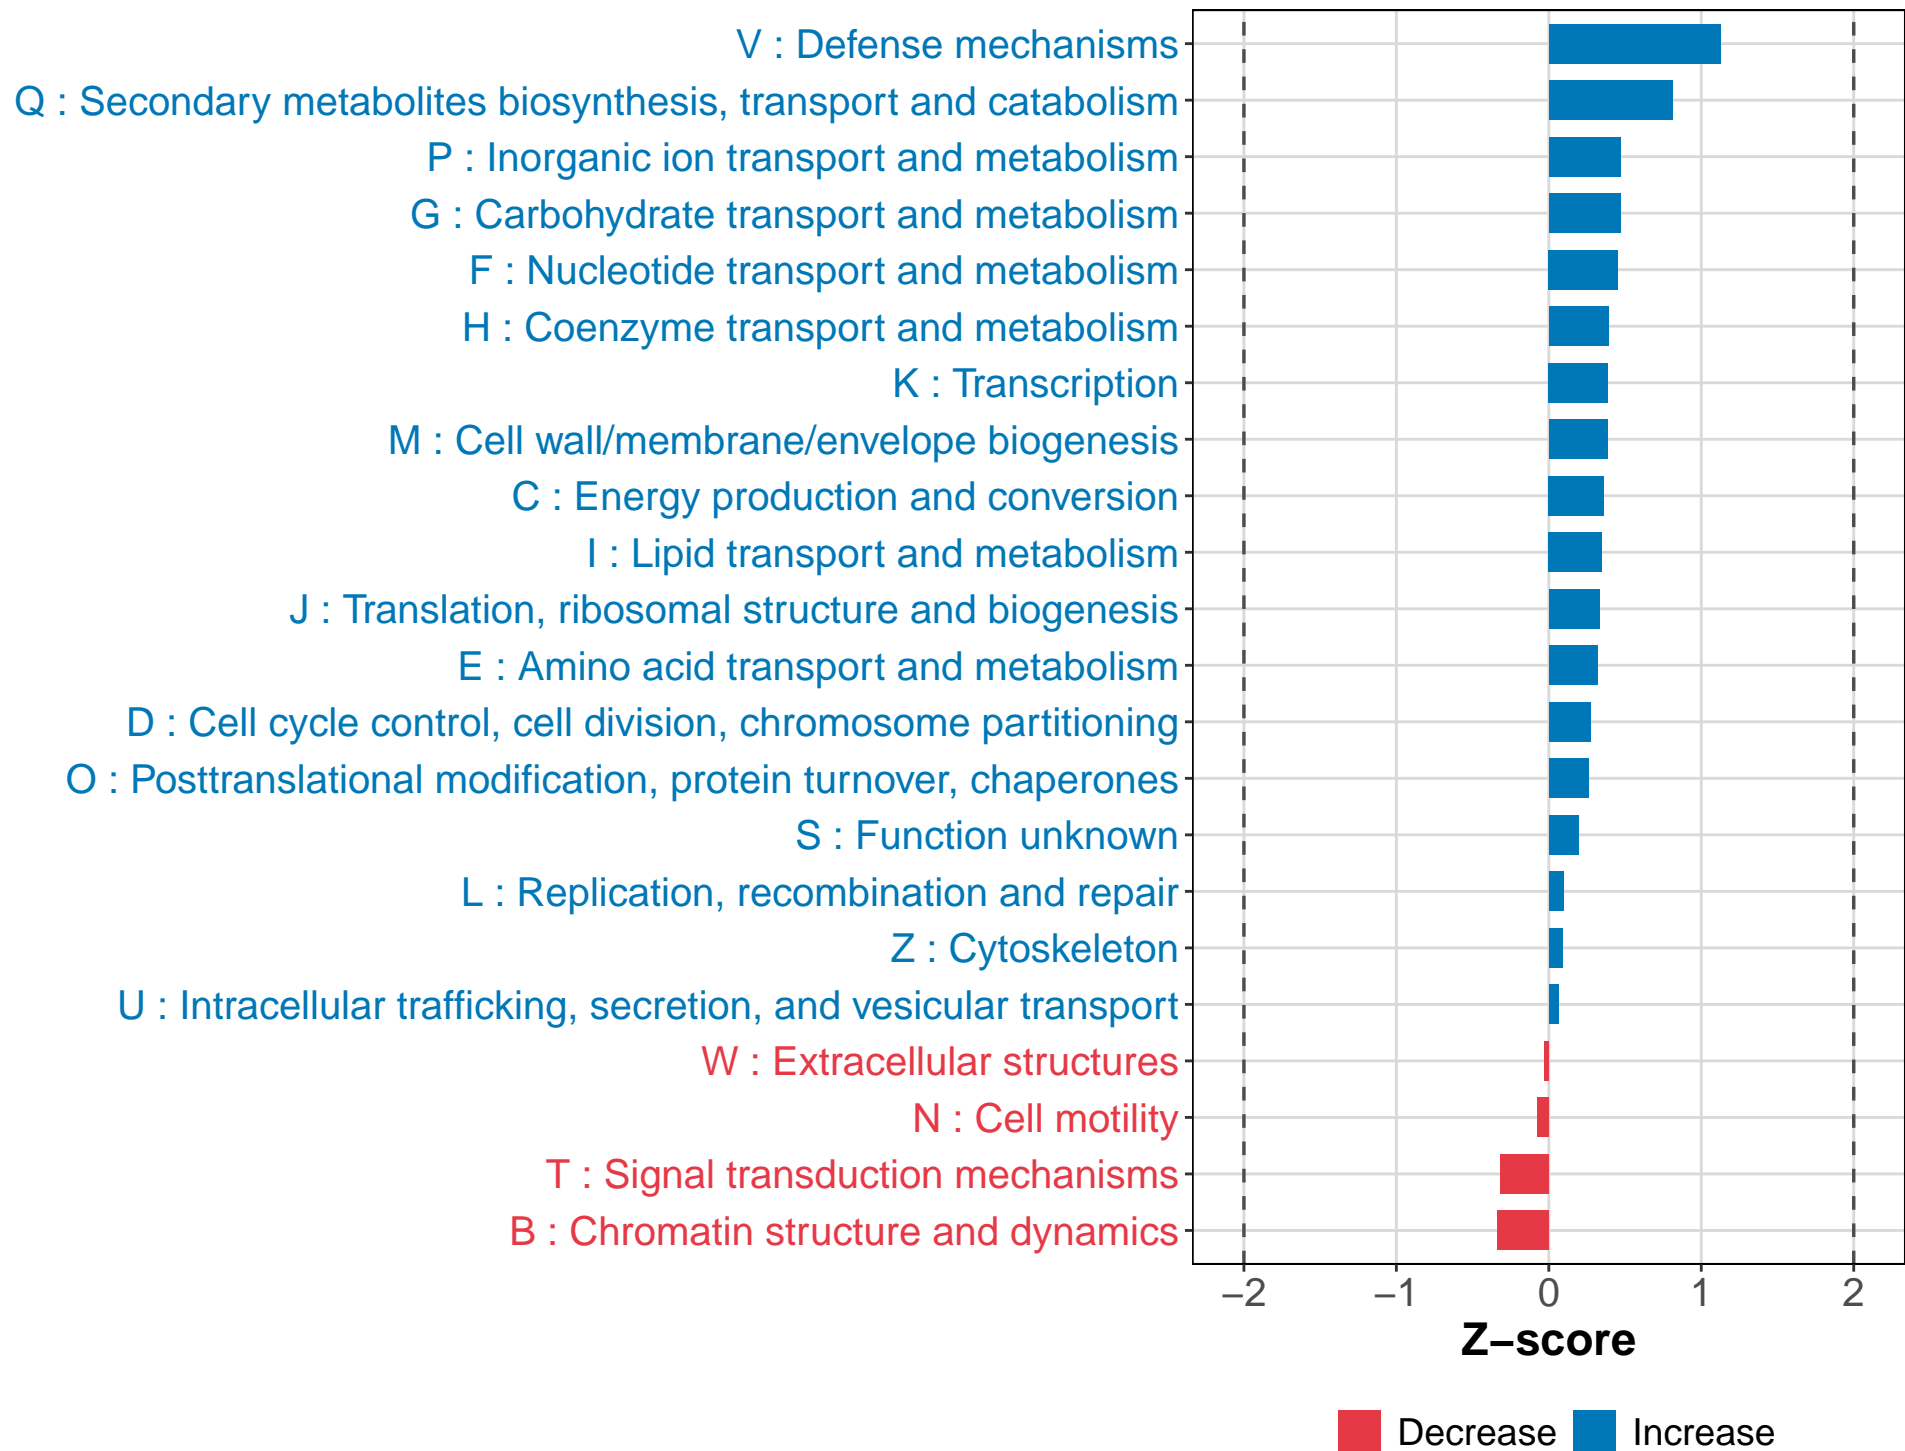 V : Defense mechanisms
Q : Secondary metabolites biosynthesis, transport and catabolism
P : Inorganic ion transport and metabolism
G : Carbohydrate transport and metabolism
F : Nucleotide transport and metabolism
H : Coenzyme transport and metabolism
K : Transcription
M : Cell wall/membrane/envelope biogenesis
C : Energy production and conversion
I : Lipid transport and metabolism
J : Translation, ribosomal structure and biogenesis
E : Amino acid transport and metabolism
D : Cell cycle control, cell division, chromosome partitioning
O : Posttranslational modification, protein turnover, chaperones
S : Function unknown
L : Replication, recombination and repair
Z : Cytoskeleton
U : Intracellular trafficking, secretion, and vesicular transport
W : Extracellular structures
N : Cell motility
T : Signal transduction mechanisms
B : Chromatin structure and dynamics
−2 −1 0 1 2
Z−score
Decrease Increase